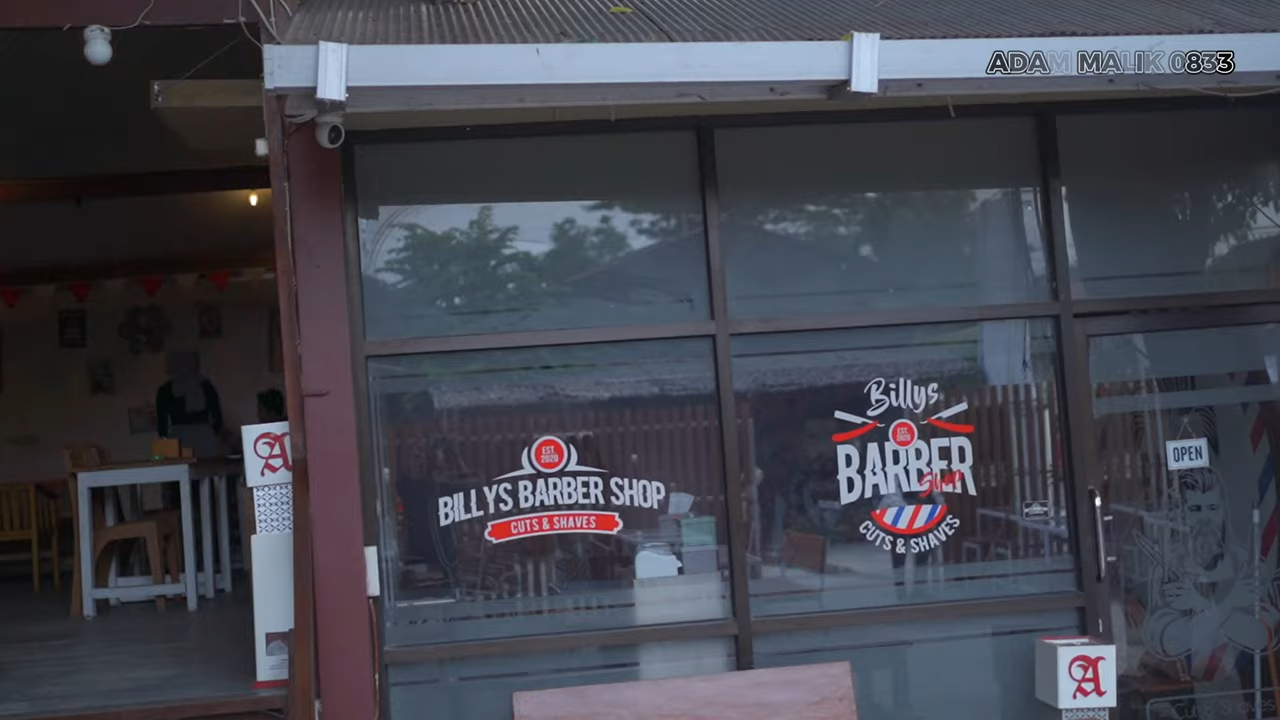 ADAM MALIK 0833
A
EST.
2020
BILLYS BARBER SHOP
CUTS & SHAVES
Billys
EST.
2020
BARBER
Shop
CUTS & SHAVES
OPEN
A